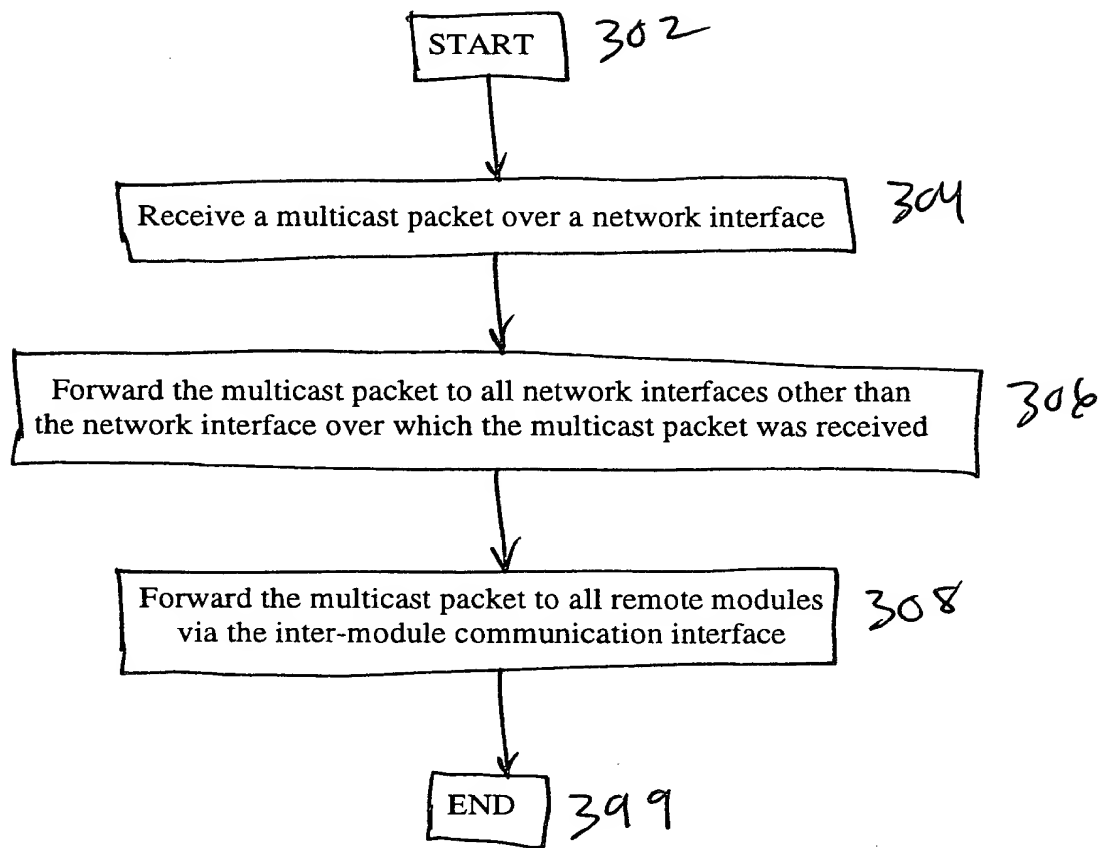 START 302
Receive a multicast packet over a network interface 304
Forward the multicast packet to all network interfaces other than 306
the network interface over which the multicast packet was received
Forward the multicast packet to all remote modules 308
via the inter-module communication interface
END 399